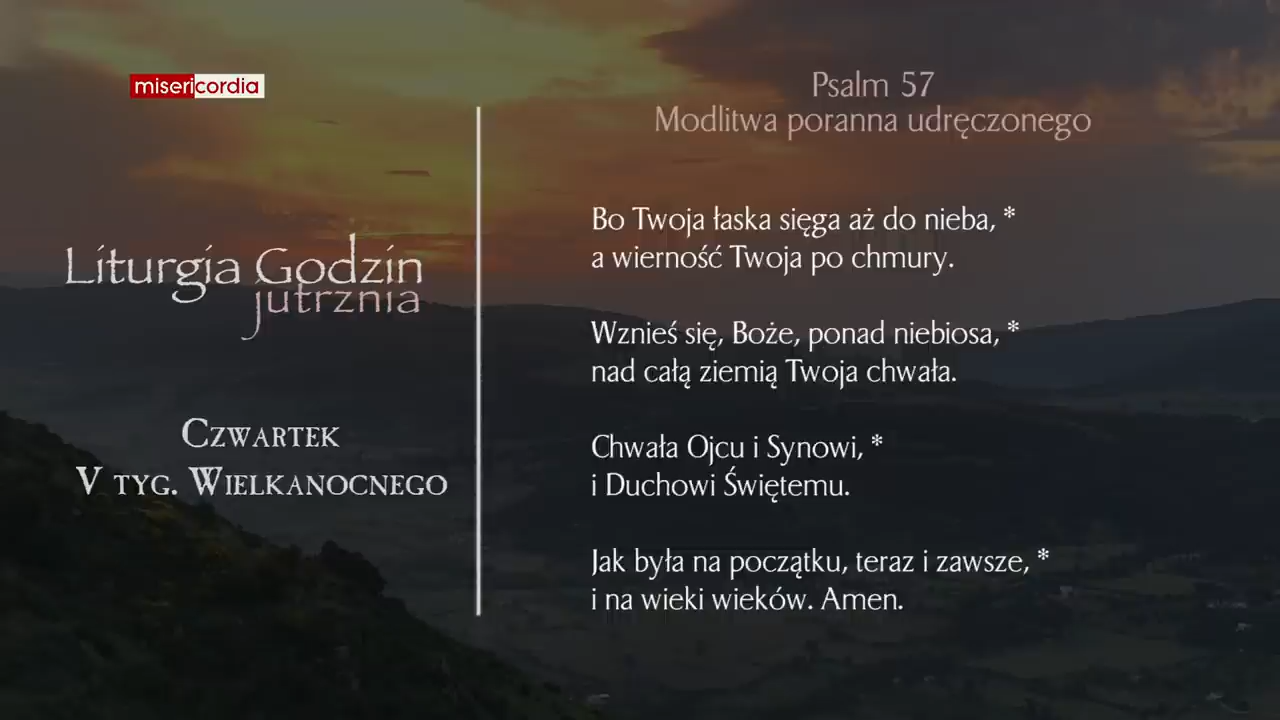 misericordia
Liturgia Godzin
jutrznia
Czwartek
V tyg. Wielkanocnego
Psalm 57
Modlitwa poranna udręczonego
Bo Twoja łaska sięga aż do nieba, *
a wierność Twoja po chmury.
Wznieś się, Boże, ponad niebiosa, *
nad całą ziemią Twoja chwała.
Chwała Ojcu i Synowi, *
i Duchowi Świętemu.
Jak była na początku, teraz i zawsze, *
i na wieki wieków. Amen.